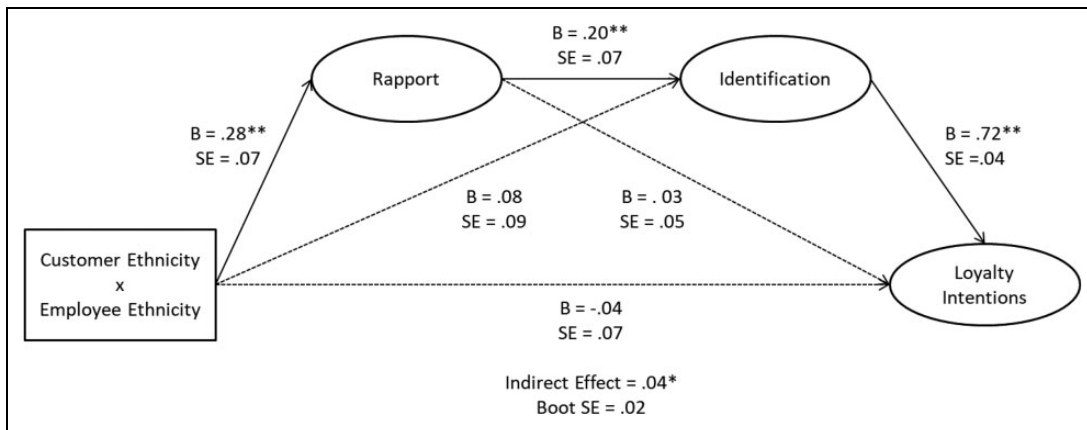 B = .20**
SE = .07
Rapport
Identification
B = .28**
SE = .07
B = .72**
SE =.04
B = .08
SE = .09
B = . 03
SE = .05
Customer Ethnicity
x
Employee Ethnicity
Loyalty
Intentions
B = -.04
SE = .07
Indirect Effect = .04*
Boot SE = .02